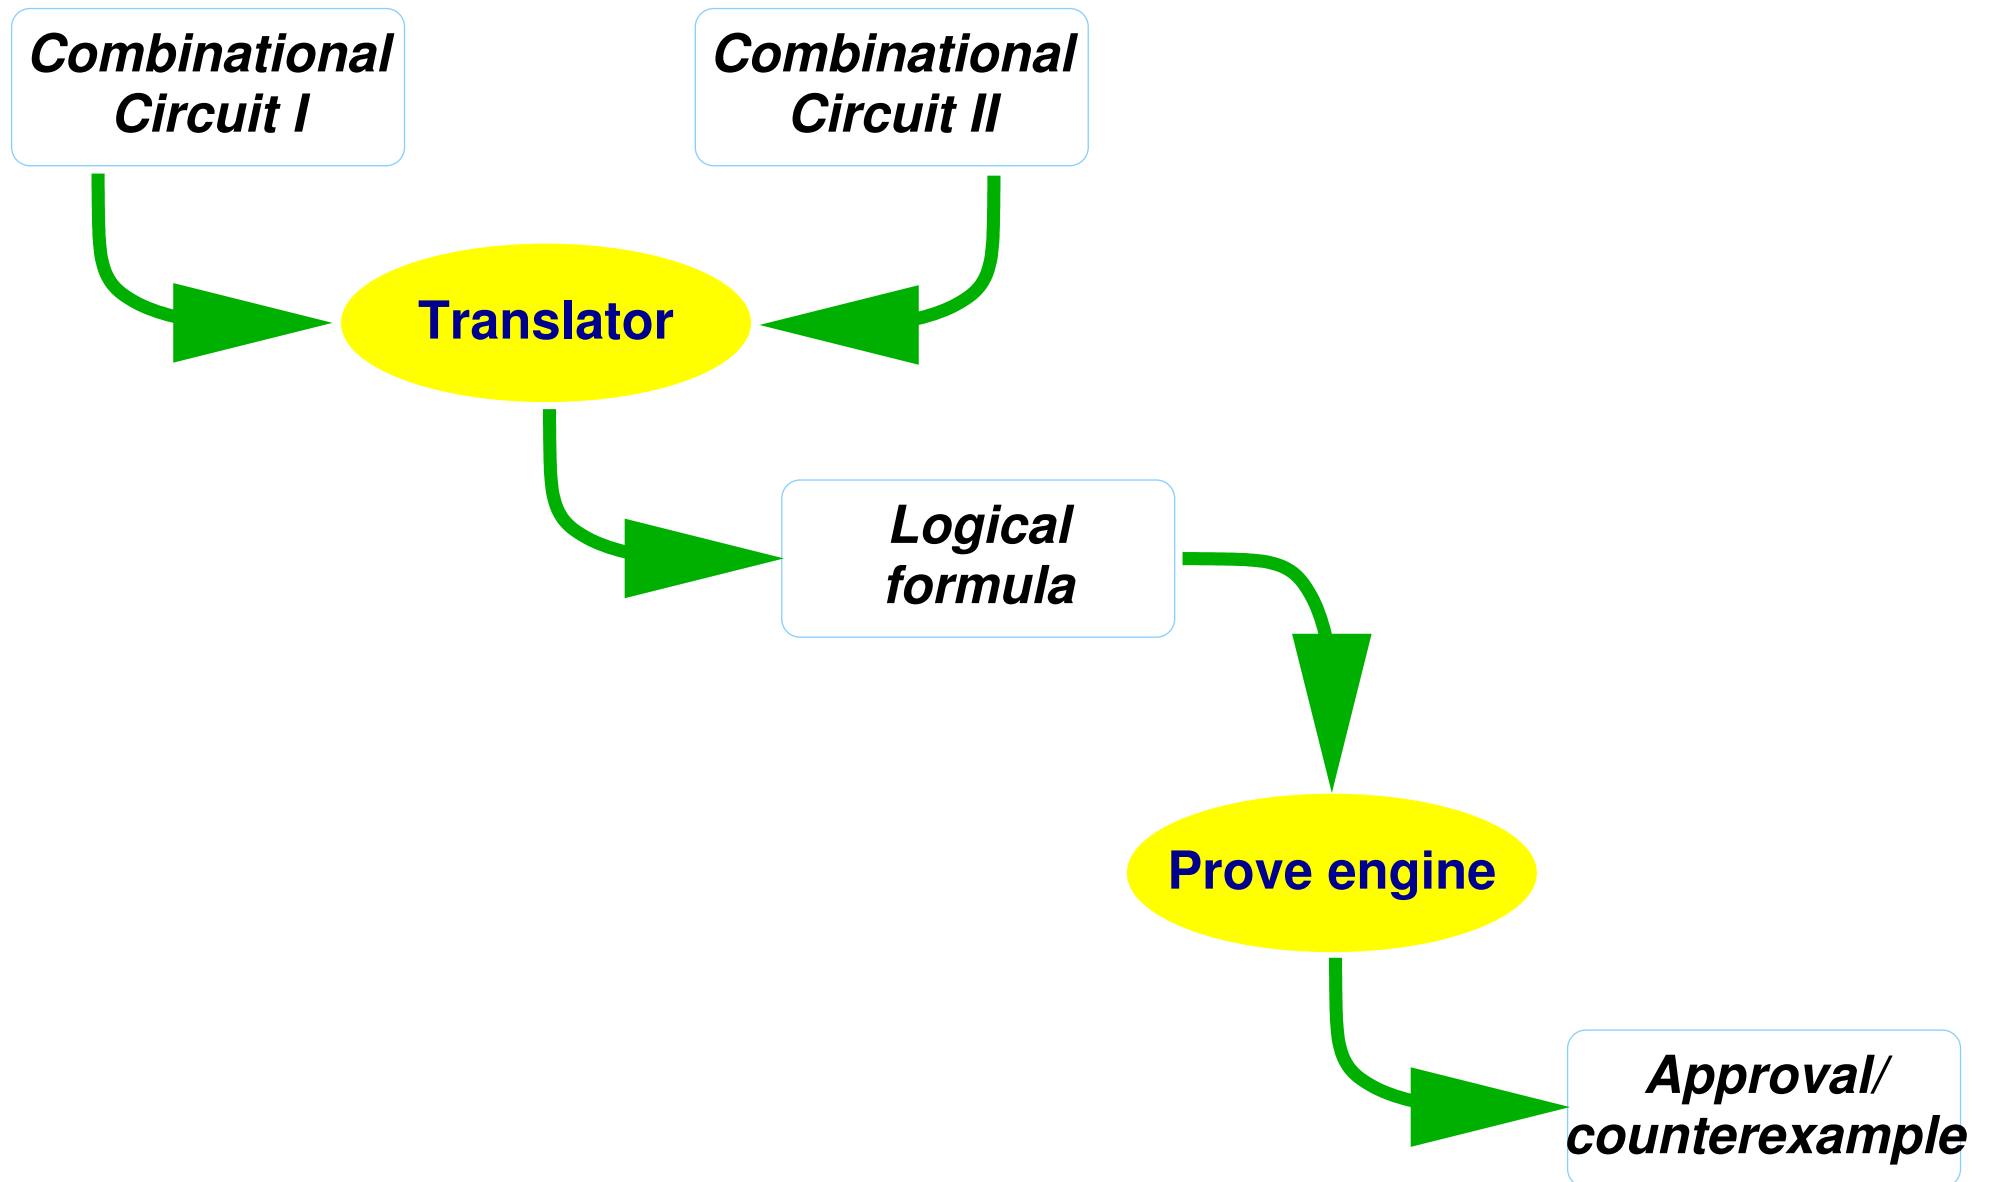 Combinational
Circuit I
Combinational
Circuit II
Translator
Logical
formula
Prove engine
Approval/
counterexample